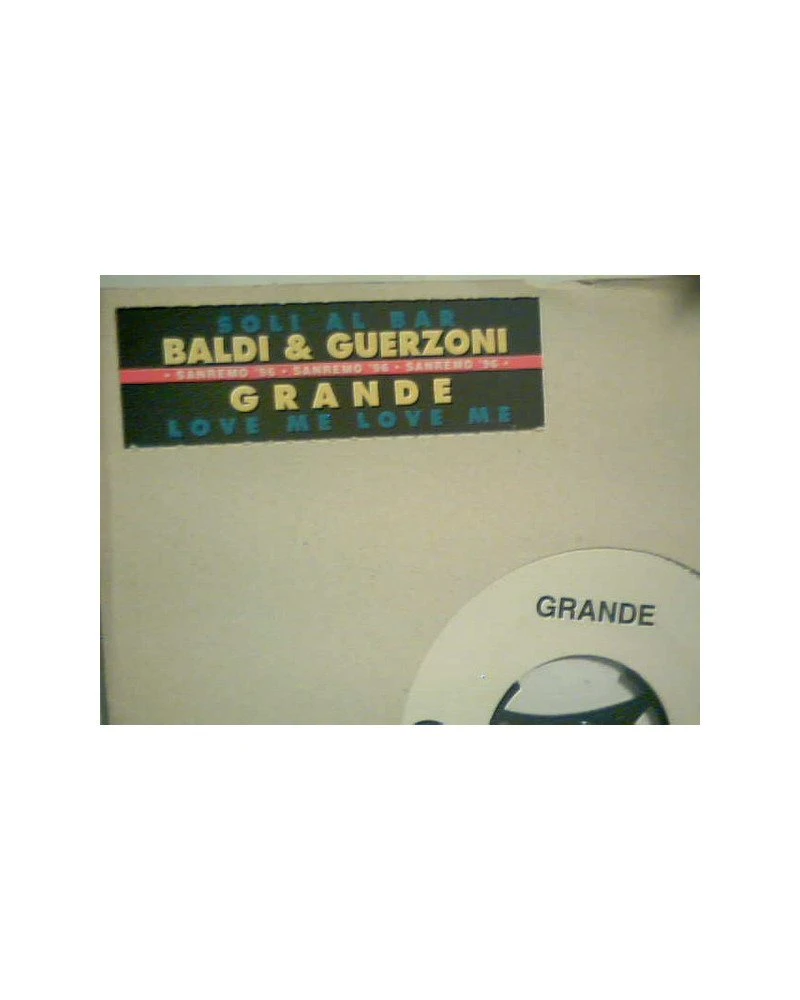 SOLI AL BAR
BALDI & GUERZONI
• SANREMO '96 • SANREMO '96 • SANREMO '96 •
GRANDE
LOVE ME LOVE ME
GRANDE